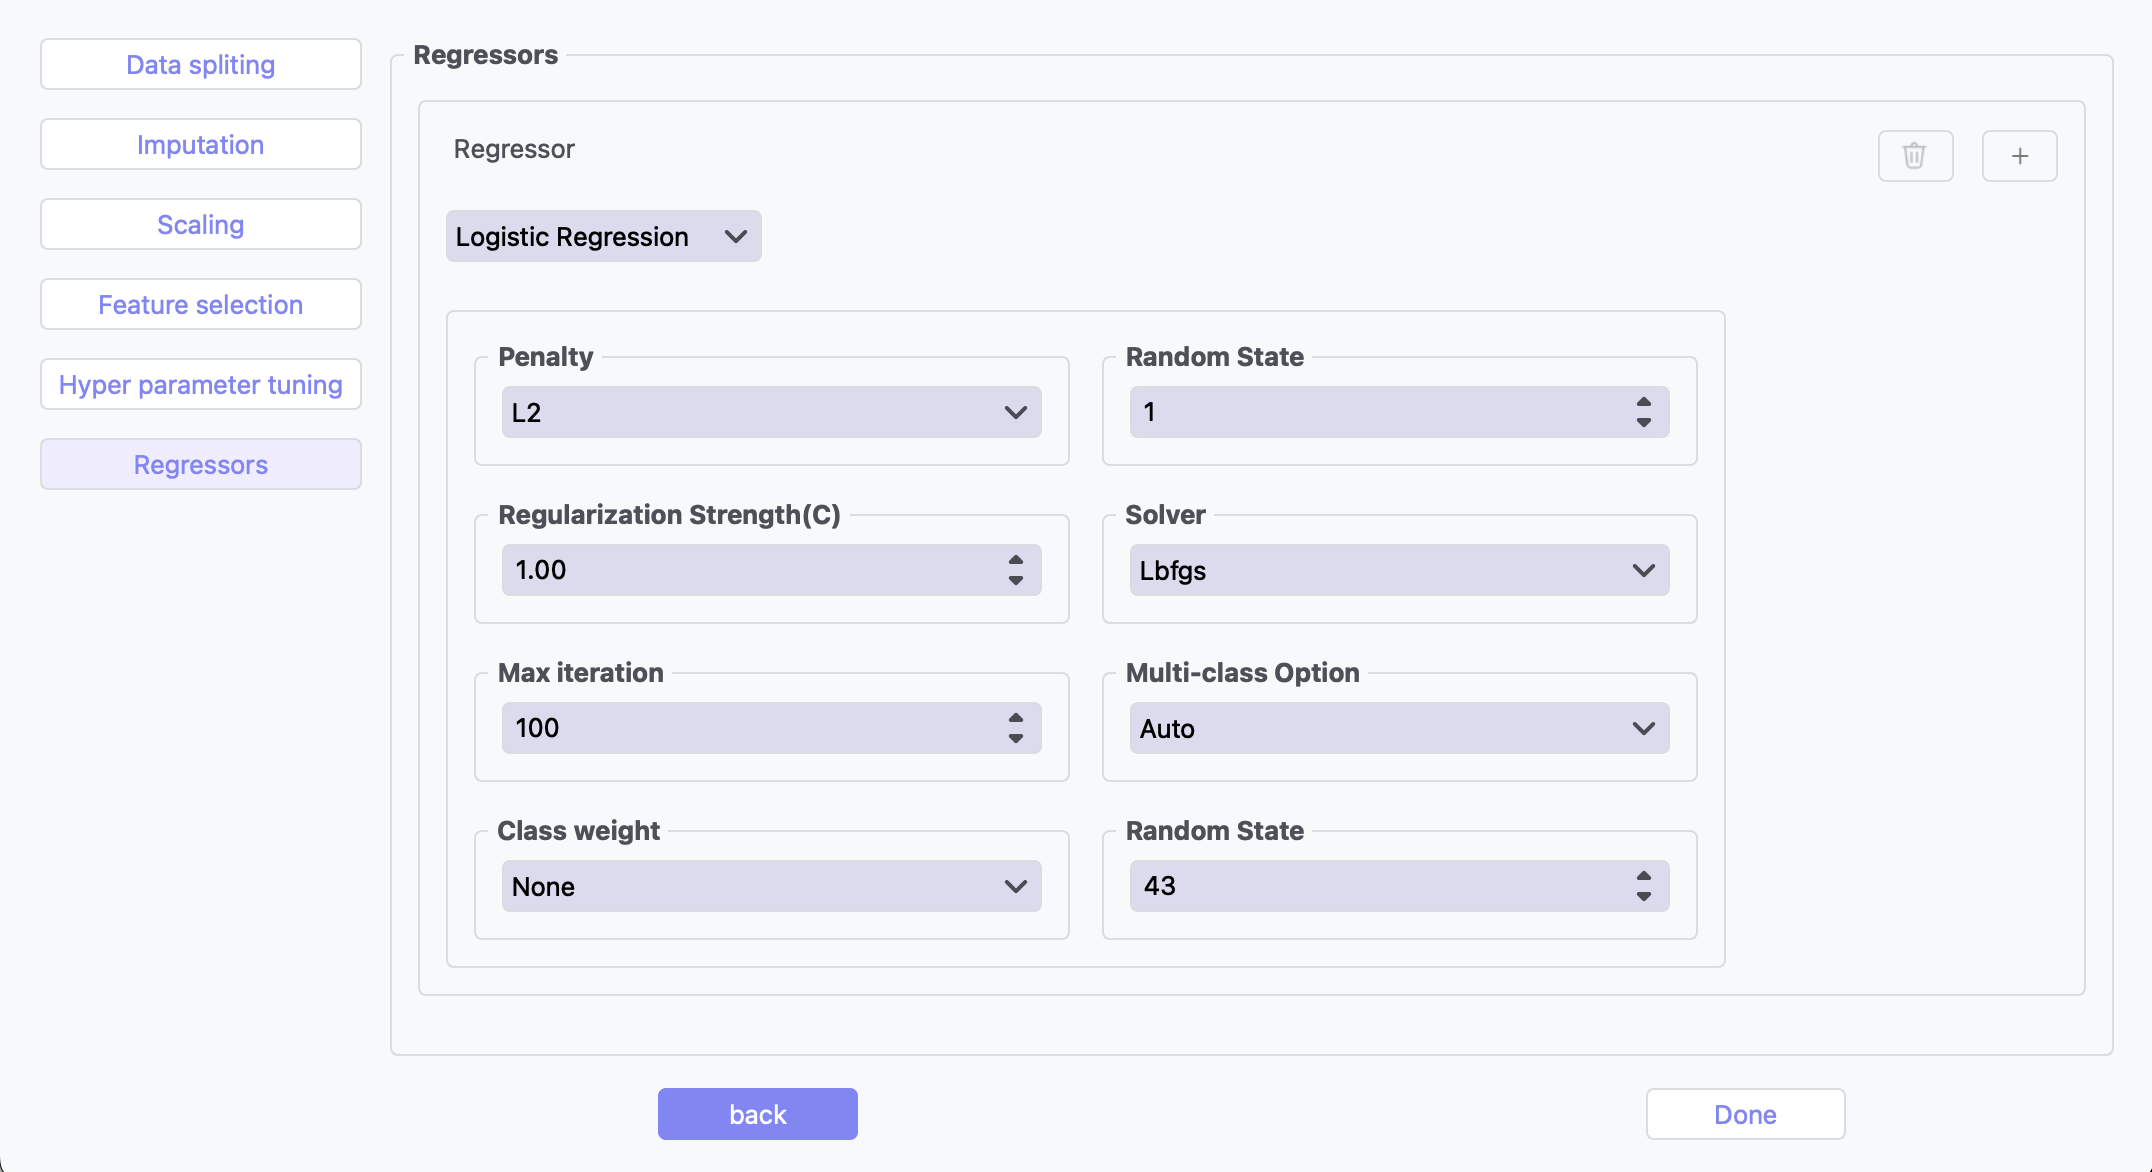 Data spliting
Imputation
Scaling
Feature selection
Hyper parameter tuning
Regressors
Regressors
Regressor
+
Logistic Regression
Penalty
L2
Random State
1
Regularization Strength(C)
1.00
Solver
Lbfgs
Max iteration
100
Multi-class Option
Auto
Class weight
None
Random State
43
back
Done